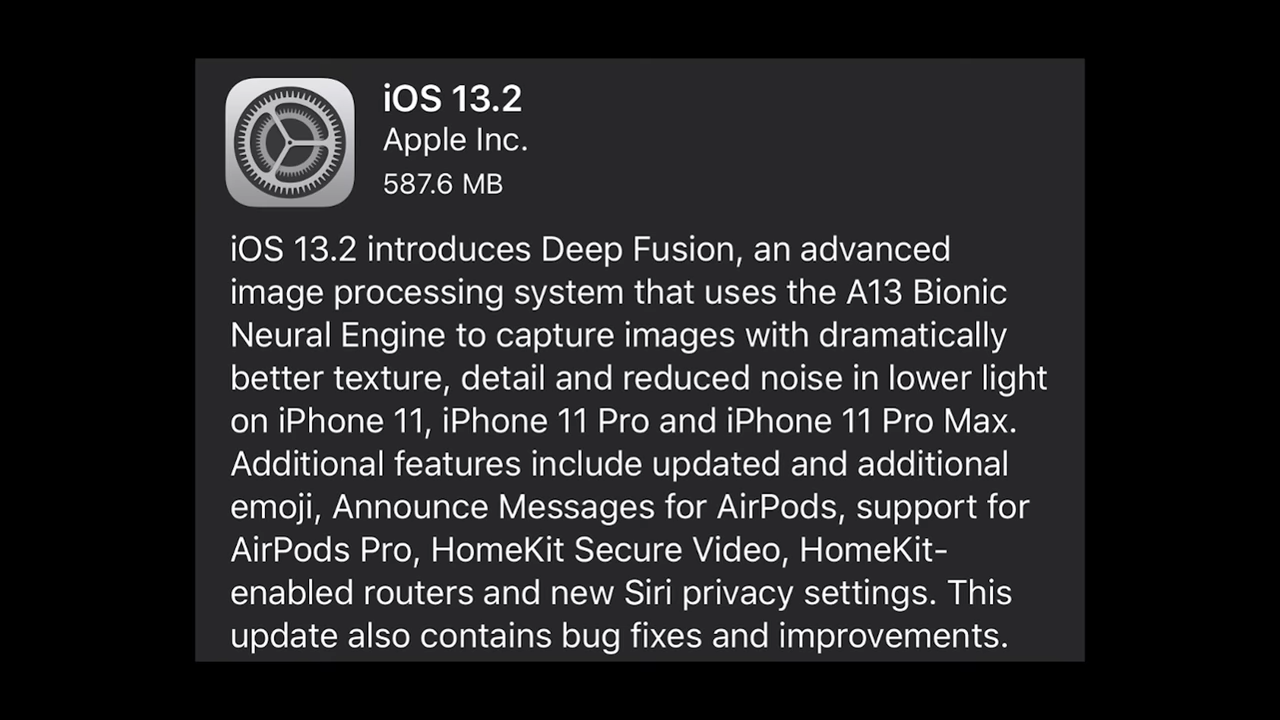 iOS 13.2
Apple Inc.
587.6 MB
iOS 13.2 introduces Deep Fusion, an advanced
image processing system that uses the A13 Bionic
Neural Engine to capture images with dramatically
better texture, detail and reduced noise in lower light
on iPhone 11, iPhone 11 Pro and iPhone 11 Pro Max.
Additional features include updated and additional
emoji, Announce Messages for AirPods, support for
AirPods Pro, HomeKit Secure Video, HomeKit-
enabled routers and new Siri privacy settings. This
update also contains bug fixes and improvements.